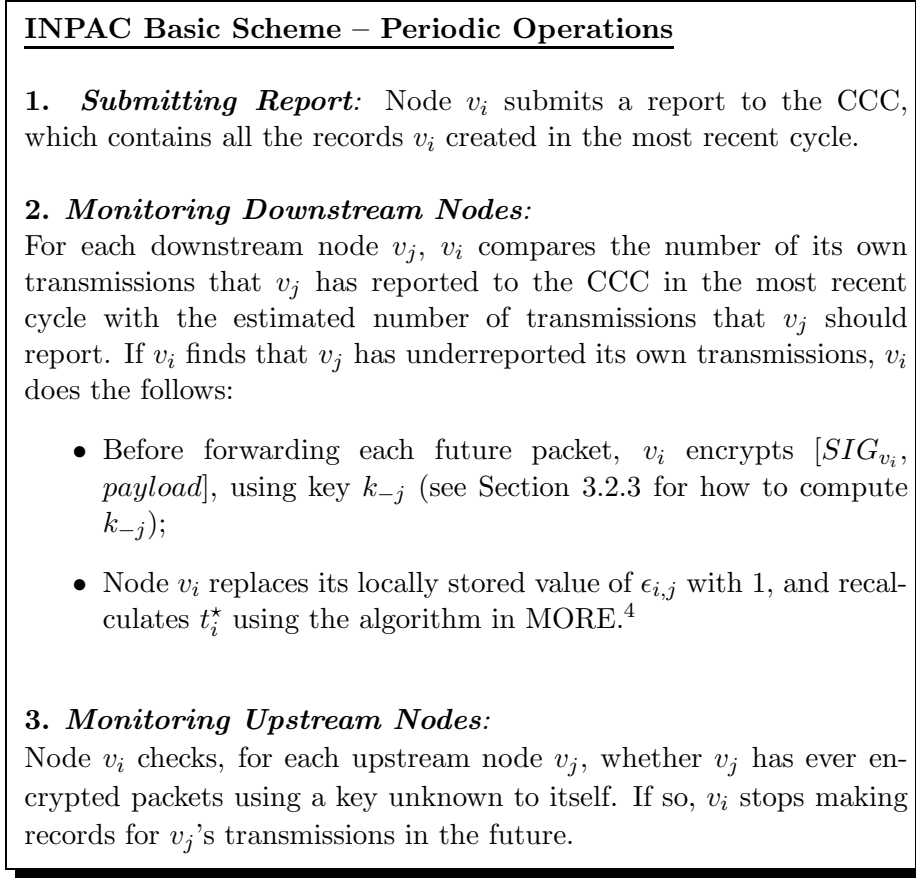 INPAC Basic Scheme – Periodic Operations
1. Submitting Report: Node v_i submits a report to the CCC,
which contains all the records v_i created in the most recent cycle.
2. Monitoring Downstream Nodes:
For each downstream node v_j, v_i compares the number of its own
transmissions that v_j has reported to the CCC in the most recent
cycle with the estimated number of transmissions that v_j should
report. If v_i finds that v_j has underreported its own transmissions, v_i
does the follows:
• Before forwarding each future packet, v_i encrypts [SIG_{v_i},
payload], using key k_{−j} (see Section 3.2.3 for how to compute
k_{−j});
• Node v_i replaces its locally stored value of ϵ_{i,j} with 1, and recal-
culates t_i^⋆ using the algorithm in MORE.^4
3. Monitoring Upstream Nodes:
Node v_i checks, for each upstream node v_j, whether v_j has ever en-
crypted packets using a key unknown to itself. If so, v_i stops making
records for v_j's transmissions in the future.